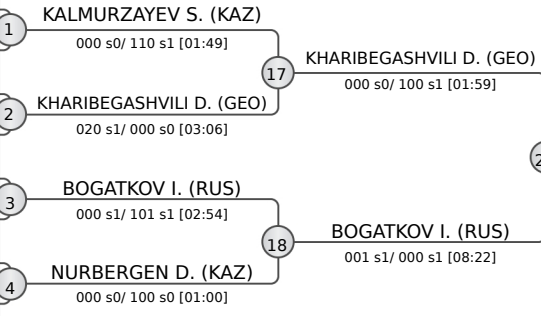 1
KALMURZAYEV S. (KAZ)
000 s0/ 110 s1 [01:49]
17
KHARIBEGASHVILI D. (GEO)
000 s0/ 100 s1 [01:59]
2
KHARIBEGASHVILI D. (GEO)
020 s1/ 000 s0 [03:06]
3
BOGATKOV I. (RUS)
000 s1/ 101 s1 [02:54]
18
BOGATKOV I. (RUS)
001 s1/ 000 s1 [08:22]
4
NURBERGEN D. (KAZ)
000 s0/ 100 s0 [01:00]